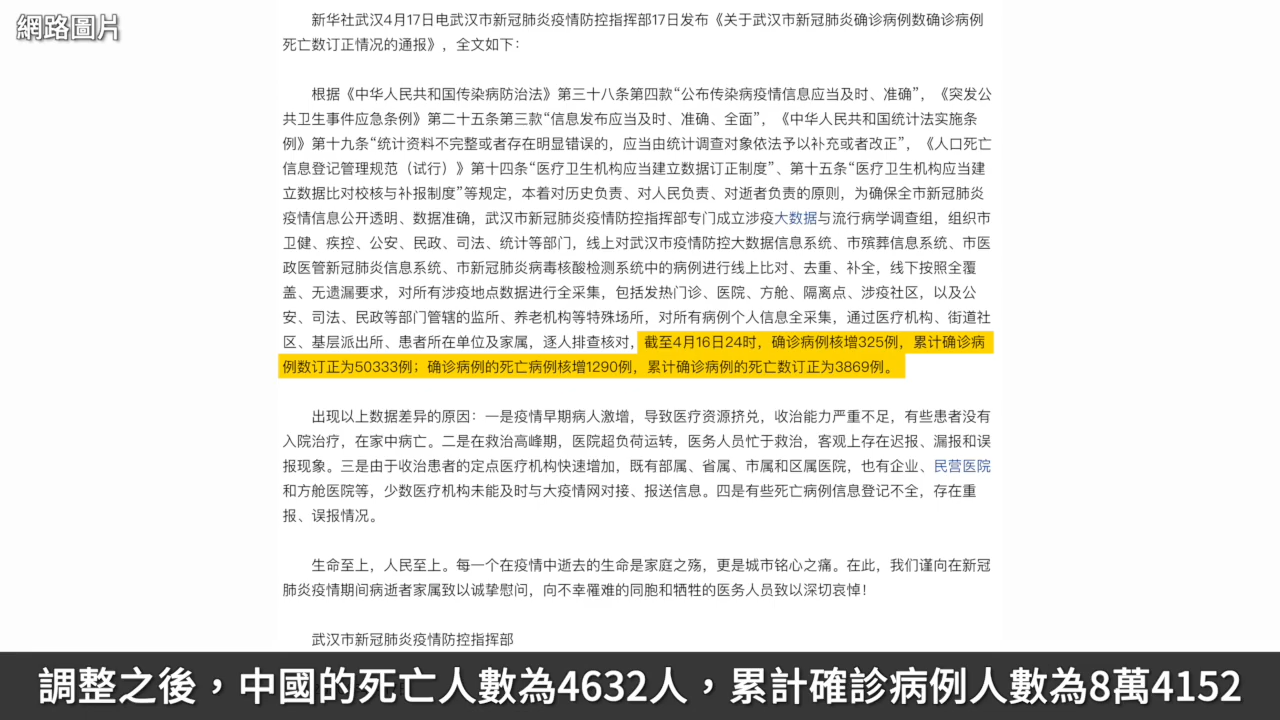 網路圖片
新华社武汉4月17日电武汉市新冠肺炎疫情防控指挥部17日发布《关于武汉市新冠肺炎确诊病例数确诊病例
死亡数订正情况的通报》，全文如下：
根据《中华人民共和国传染病防治法》第三十八条第四款“公布传染病疫情信息应当及时、准确”，《突发公
共卫生事件应急条例》第二十五条第三款“信息发布应当及时、准确、全面”，《中华人民共和国统计法实施条
例》第十九条“统计资料不完整或者存在明显错误的，应当由统计调查对象依法予以补充或者改正”，《人口死亡
信息登记管理规范（试行）》第十四条“医疗卫生机构应当建立数据订正制度”、第十五条“医疗卫生机构应当建
立数据比对校核与补报制度”等规定，本着对历史负责、对人民负责、对逝者负责的原则，为确保全市新冠肺炎
疫情信息公开透明、数据准确，武汉市新冠肺炎疫情防控指挥部专门成立涉疫大数据与流行病学调查组，组织市
卫健、疾控、公安、民政、司法、统计等部门，线上对武汉市疫情防控大数据信息系统、市殡葬信息系统、市医
政医管新冠肺炎信息系统、市新冠肺炎病毒核酸检测系统中的病例进行线上比对、去重、补全，线下按照全覆
盖、无遗漏要求，对所有涉疫地点数据进行全采集，包括发热门诊、医院、方舱、隔离点、涉疫社区，以及公
安、司法、民政等部门管辖的监所、养老机构等特殊场所，对所有病例个人信息全采集，通过医疗机构、街道社
区、基层派出所、患者所在单位及家属，逐人排查核对，截至4月16日24时，确诊病例核增325例，累计确诊病
例数订正为50333例；确诊病例的死亡病例核增1290例，累计确诊病例的死亡数订正为3869例。
出现以上数据差异的原因：一是疫情早期病人激增，导致医疗资源挤兑，收治能力严重不足，有些患者没有
入院治疗，在家中病亡。二是在救治高峰期，医院超负荷运转，医务人员忙于救治，客观上存在迟报、漏报和误
报现象。三是由于收治患者的定点医疗机构快速增加，既有部属、省属、市属和区属医院，也有企业、民营医院
和方舱医院等，少数医疗机构未能及时与大疫情网对接、报送信息。四是有些死亡病例信息登记不全，存在重
报、误报情况。
生命至上，人民至上。每一个在疫情中逝去的生命是家庭之殇，更是城市铭心之痛。在此，我们谨向在新冠
肺炎疫情期间病逝者家属致以诚挚慰问，向不幸罹难的同胞和牺牲的医务人员致以深切哀悼！
武汉市新冠肺炎疫情防控指挥部
調整之後，中國的死亡人數為4632人，累計確診病例人數為8萬4152